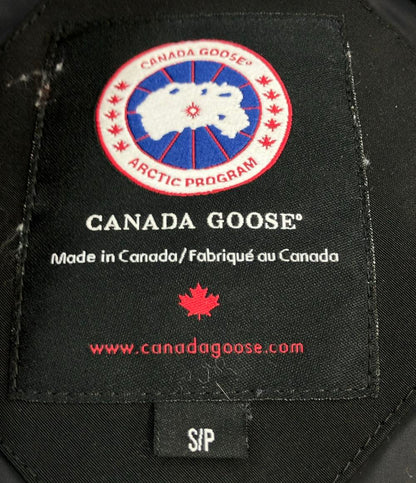 CANADA GOOSE®
ARCTIC PROGRAM
CANADA GOOSE®
Made in Canada/Fabriqué au Canada
www.canadagoose.com
S/P